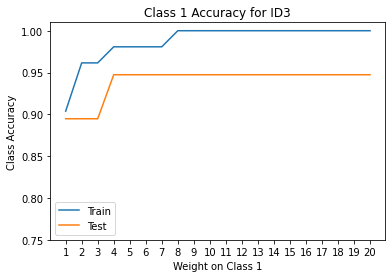 Class 1 Accuracy for ID3
1.00
0.95
0.90
0.85
0.80
0.75
Class Accuracy
Train
Test
1 2 3 4 5 6 7 8 9 10 11 12 13 14 15 16 17 18 19 20
Weight on Class 1